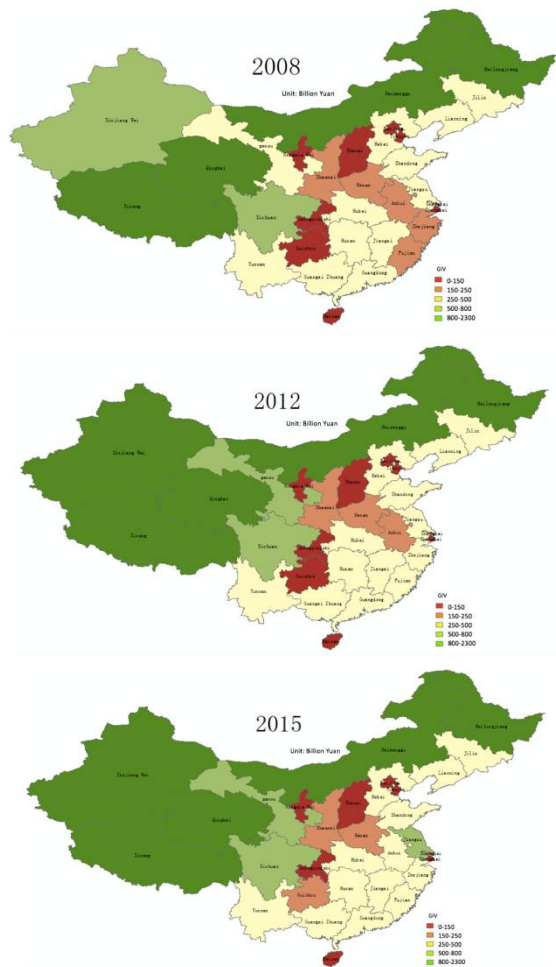 2008
Unit: Billion Yuan
Heilongjiang
Jilin
Liaoning
Neimenggu
Xinjiang Wei
gansu
Hebei
Shanxi
Shandong
Qinghai
Shaanxi
Henan
Jiangsu
Anhui
Shanghai
Xizang
Sichuan
Hubei
Zhejiang
Guizhou
Hunan
Jiangxi
Fujian
Yunnan
Guangxi Zhuang
Guangdong
Hainan
GIV
0-150
150-250
250-500
500-800
800-2300
2012
Unit: Billion Yuan
Heilongjiang
Jilin
Liaoning
Neimenggu
Xinjiang Wei
gansu
Hebei
Shanxi
Shandong
Qinghai
Shaanxi
Henan
Jiangsu
Anhui
Shanghai
Xizang
Sichuan
Hubei
Zhejiang
Guizhou
Hunan
Jiangxi
Fujian
Yunnan
Guangxi Zhuang
Guangdong
Hainan
GIV
0-150
150-250
250-500
500-800
800-2300
2015
Unit: Billion Yuan
Heilongjiang
Jilin
Liaoning
Neimenggu
Xinjiang Wei
gansu
Hebei
Shanxi
Shandong
Qinghai
Shaanxi
Henan
Jiangsu
Anhui
Shanghai
Xizang
Sichuan
Hubei
Zhejiang
Guizhou
Hunan
Jiangxi
Fujian
Yunnan
Guangxi Zhuang
Guangdong
Hainan
GIV
0-150
150-250
250-500
500-800
800-2300